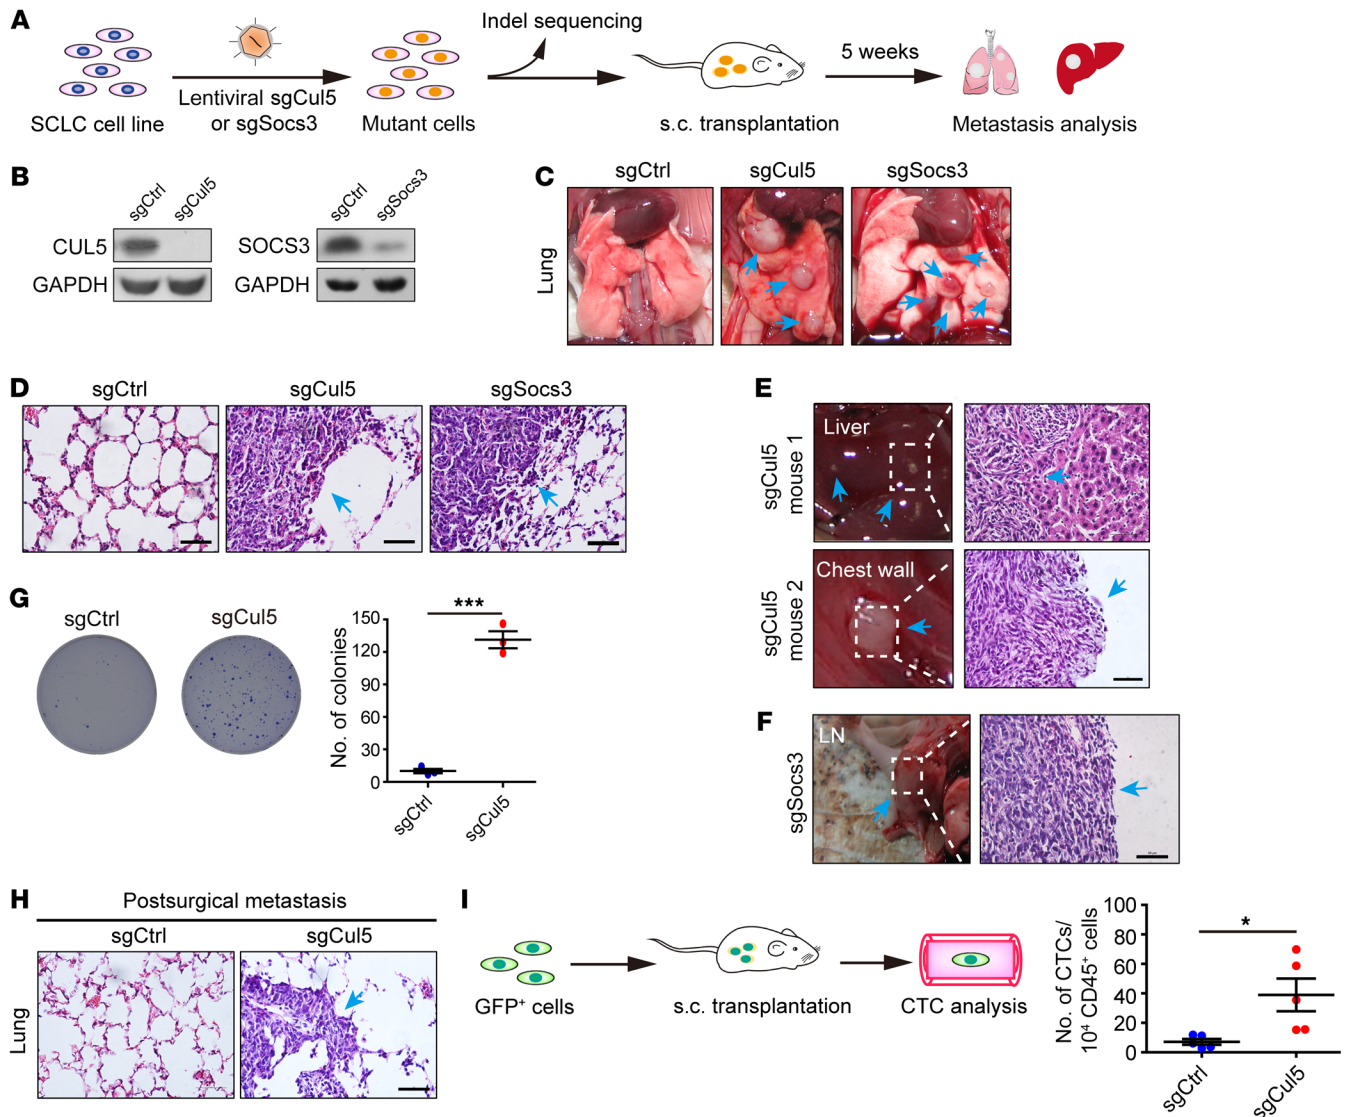 A
SCLC cell line
Lentiviral sgCul5
or sgSocs3
Mutant cells
Indel sequencing
s.c. transplantation
5 weeks
Metastasis analysis
B
sgCtrl
sgCul5
CUL5
GAPDH
sgCtrl
sgSocs3
SOCS3
GAPDH
C
sgCtrl
sgCul5
sgSocs3
Lung
D
sgCtrl
sgCul5
sgSocs3
E
sgCul5
mouse 1
Liver
sgCul5
mouse 2
Chest wall
F
sgSocs3
LN
G
sgCtrl
sgCul5
No. of colonies
150
120
90
60
30
0
***
sgCtrl
sgCul5
H
Postsurgical metastasis
sgCtrl
sgCul5
Lung
I
GFP⁺ cells
s.c. transplantation
CTC analysis
No. of CTCs/
10⁴ CD45⁺ cells
100
80
60
40
20
0
*
sgCtrl
sgCul5